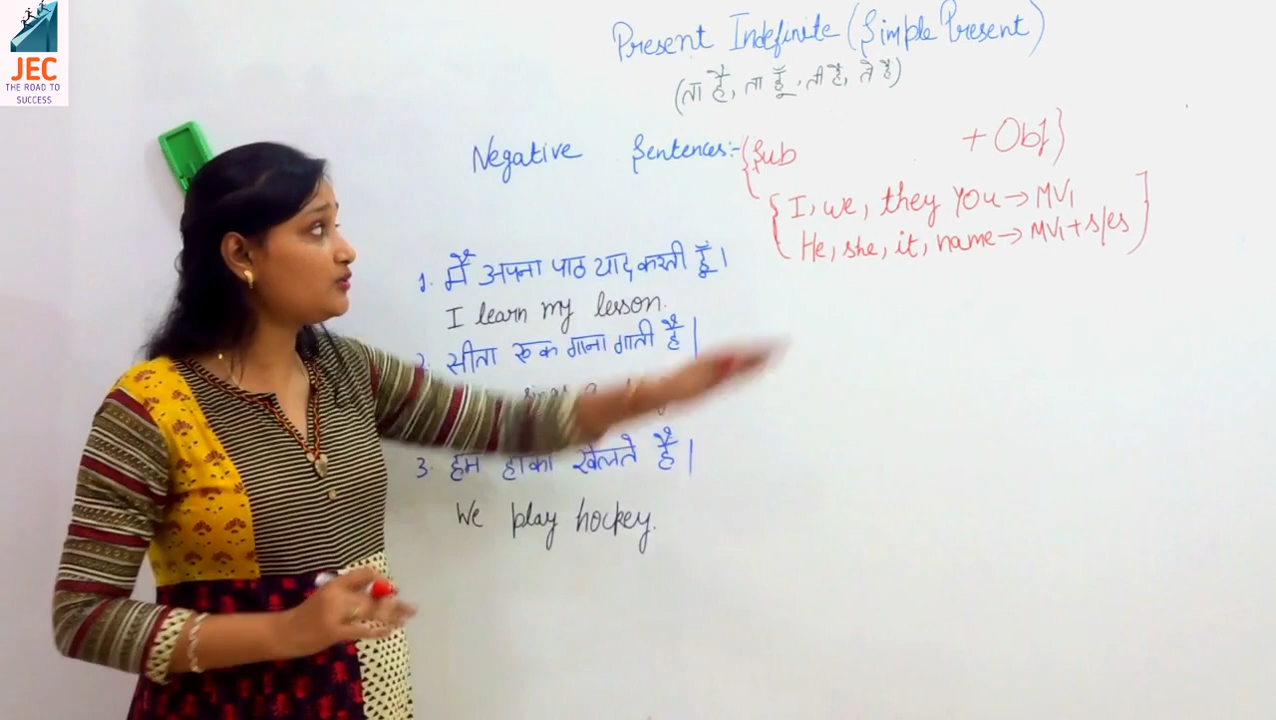 JEC
THE ROAD TO
SUCCESS
Present Indefinite (Simple Present)
(ता है, ता हूँ, ती है, ते हैं)
Negative Sentences:- {Sub + Obj}
+
{I, we, they You → MV1
He, she, it, name → MV1 + s/es}
1. मैं अपना पाठ याद करती हूँ।
I learn my lesson.
2. सीता एक गाना गाती है|
3. हम हॉकी खेलते हैं|
We play hockey.